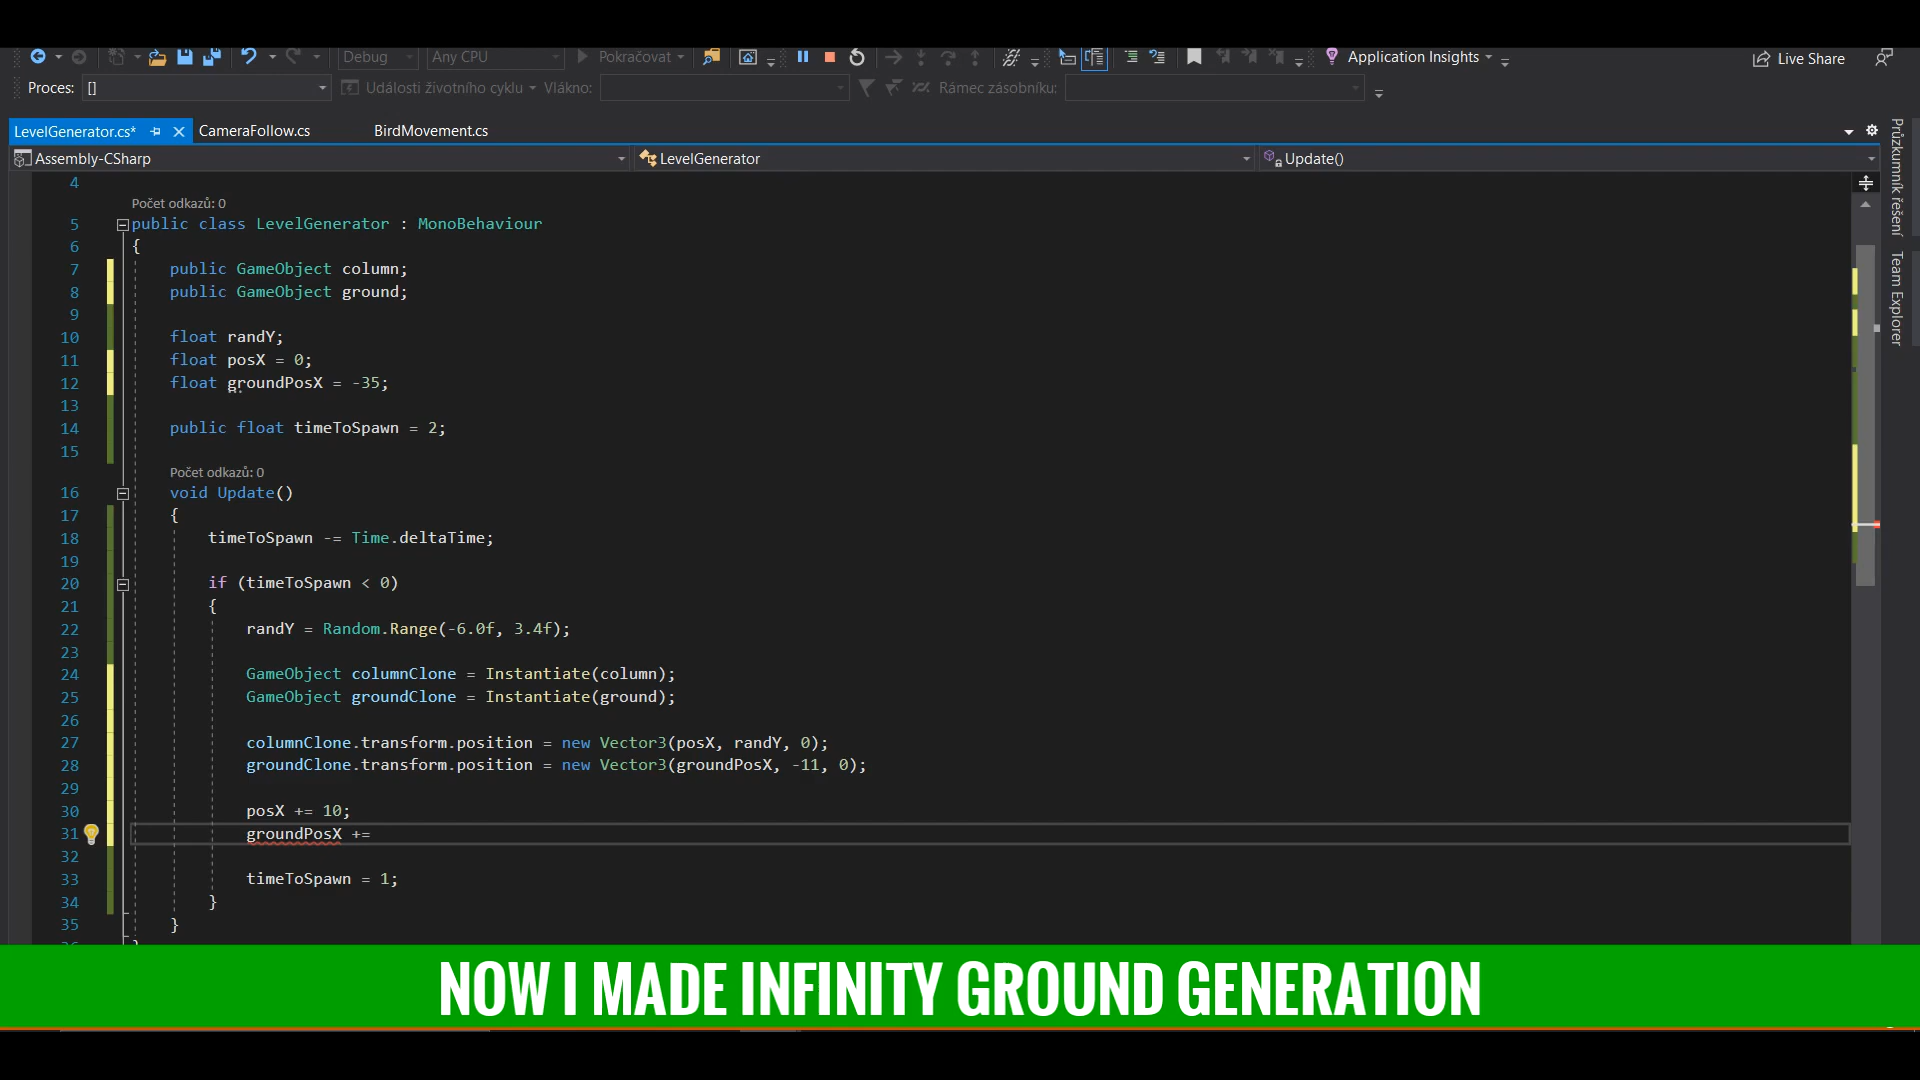 Debug Any CPU Pokračovat Application Insights Live Share
Proces: [] Události životního cyklu Vlákno: Rámec zásobníku:
LevelGenerator.cs* CameraFollow.cs BirdMovement.cs
Assembly-CSharp LevelGenerator Update()
Průzkumník řešení
Team Explorer
4
Počet odkazů: 0
5 public class LevelGenerator : MonoBehaviour
6 {
7 public GameObject column;
8 public GameObject ground;
9
10 float randY;
11 float posX = 0;
12 float groundPosX = -35;
13
14 public float timeToSpawn = 2;
15
Počet odkazů: 0
16 void Update()
17 {
18 timeToSpawn -= Time.deltaTime;
19
20 if (timeToSpawn < 0)
21 {
22 randY = Random.Range(-6.0f, 3.4f);
23
24 GameObject columnClone = Instantiate(column);
25 GameObject groundClone = Instantiate(ground);
26
27 columnClone.transform.position = new Vector3(posX, randY, 0);
28 groundClone.transform.position = new Vector3(groundPosX, -11, 0);
29
30 posX += 10;
31 groundPosX +=
32
33 timeToSpawn = 1;
34 }
35 }
NOW I MADE INFINITY GROUND GENERATION